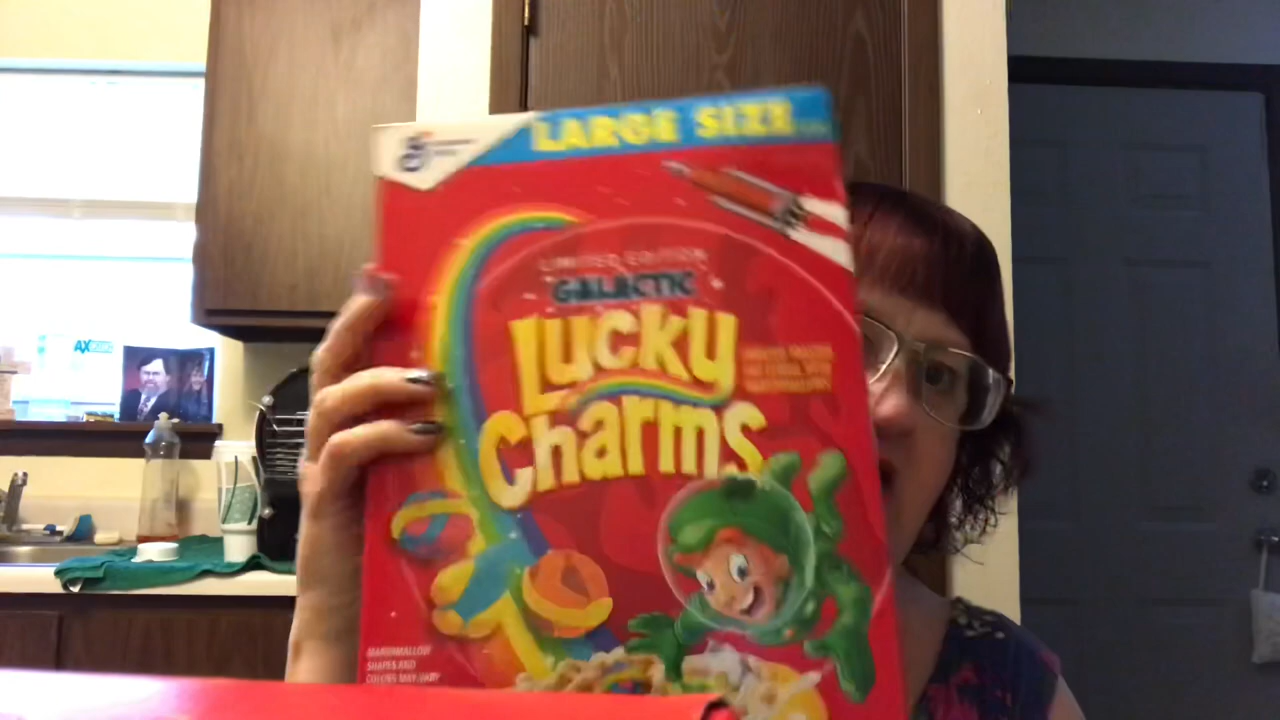 LARGE SIZE
LIMITED EDITION
GALACTIC
Lucky
Charms
MARSHMALLOW
SHAPES AND
COLORS MAY VARY
AX